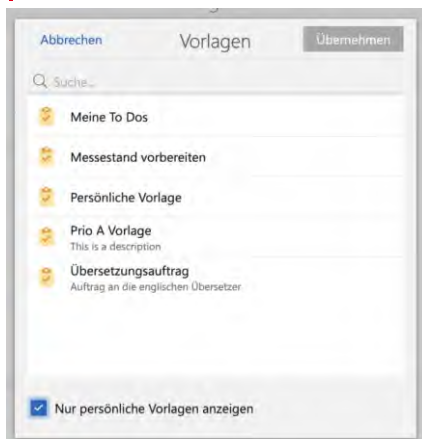 Abbrechen Vorlagen Übernehmen
Suche...
Meine To Dos
Messestand vorbereiten
Persönliche Vorlage
Prio A Vorlage
This is a description
Übersetzungsauftrag
Auftrag an die englischen Übersetzer
Nur persönliche Vorlagen anzeigen